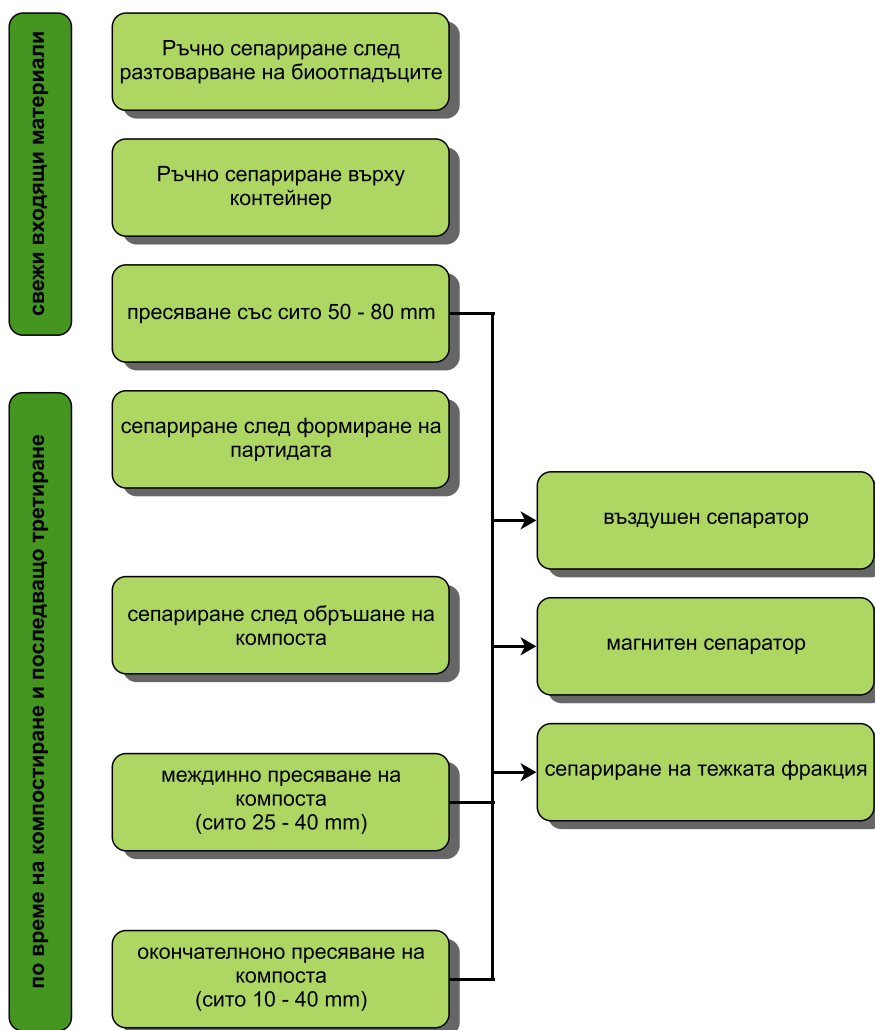 свежи входящи материали
Ръчно сепариране след
разтоварване на биоотпадъците
Ръчно сепариране върху
контейнер
пресяване със сито 50 - 80 mm
по време на компостиране и последващо третиране
сепариране след формиране на
партидата
сепариране след обръшане на
компоста
междинно пресяване на
компоста
(сито 25 - 40 mm)
окончателноно пресяване на
компоста
(сито 10 - 40 mm)
въздушен сепаратор
магнитен сепаратор
сепариране на тежката фракция